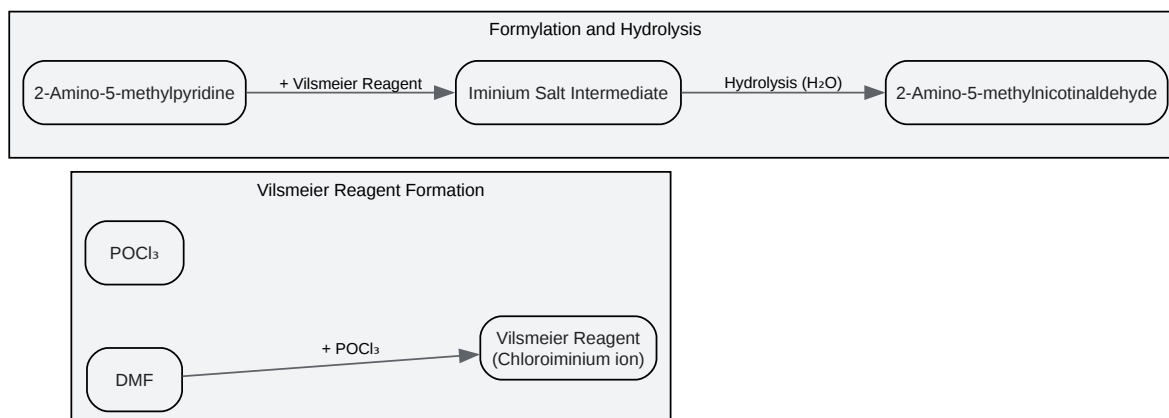 Formylation and Hydrolysis
2-Amino-5-methylpyridine
+ Vilsmeier Reagent
Iminium Salt Intermediate
Hydrolysis (H₂O)
2-Amino-5-methylnicotinaldehyde
Vilsmeier Reagent Formation
POCl₃
DMF
+ POCl₃
Vilsmeier Reagent
(Chloroiminium ion)